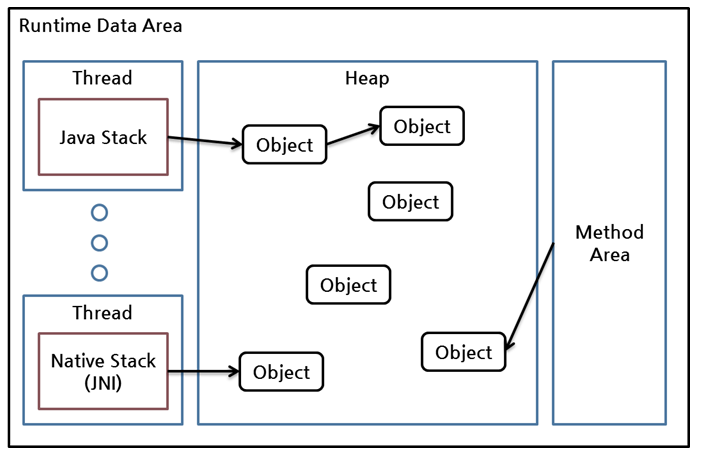 Runtime Data Area
Thread
Java Stack
Heap
Object
Object
Object
Object
Object
Object
Method
Area
Thread
Native Stack
(JNI)